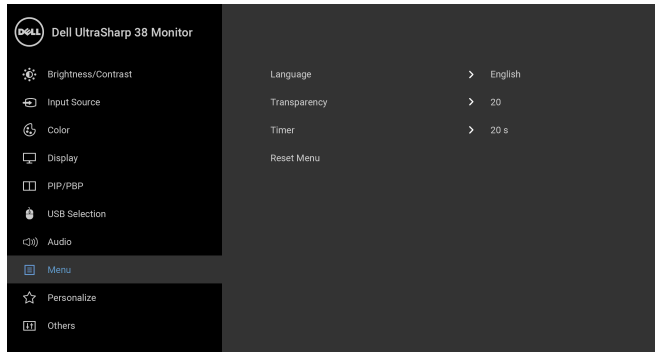 DELL Dell UltraSharp 38 Monitor
Brightness/Contrast
Language
English
Input Source
Transparency
20
Color
Timer
20 s
Display
Reset Menu
PIP/PBP
USB Selection
Audio
Menu
Personalize
Others